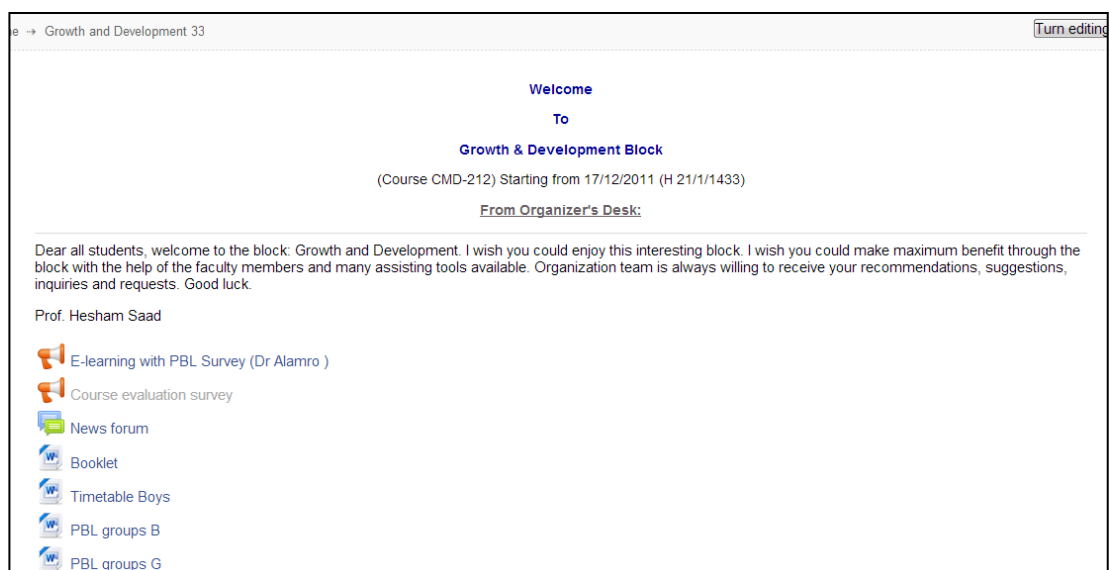 e → Growth and Development 33
Turn editing
Welcome
To
Growth & Development Block
(Course CMD-212) Starting from 17/12/2011 (H 21/1/1433)
From Organizer's Desk:
Dear all students, welcome to the block: Growth and Development. I wish you could enjoy this interesting block. I wish you could make maximum benefit through the
block with the help of the faculty members and many assisting tools available. Organization team is always willing to receive your recommendations, suggestions,
inquiries and requests. Good luck.
Prof. Hesham Saad
E-learning with PBL Survey (Dr Alamro )
Course evaluation survey
News forum
Booklet
Timetable Boys
PBL groups B
PBL groups G